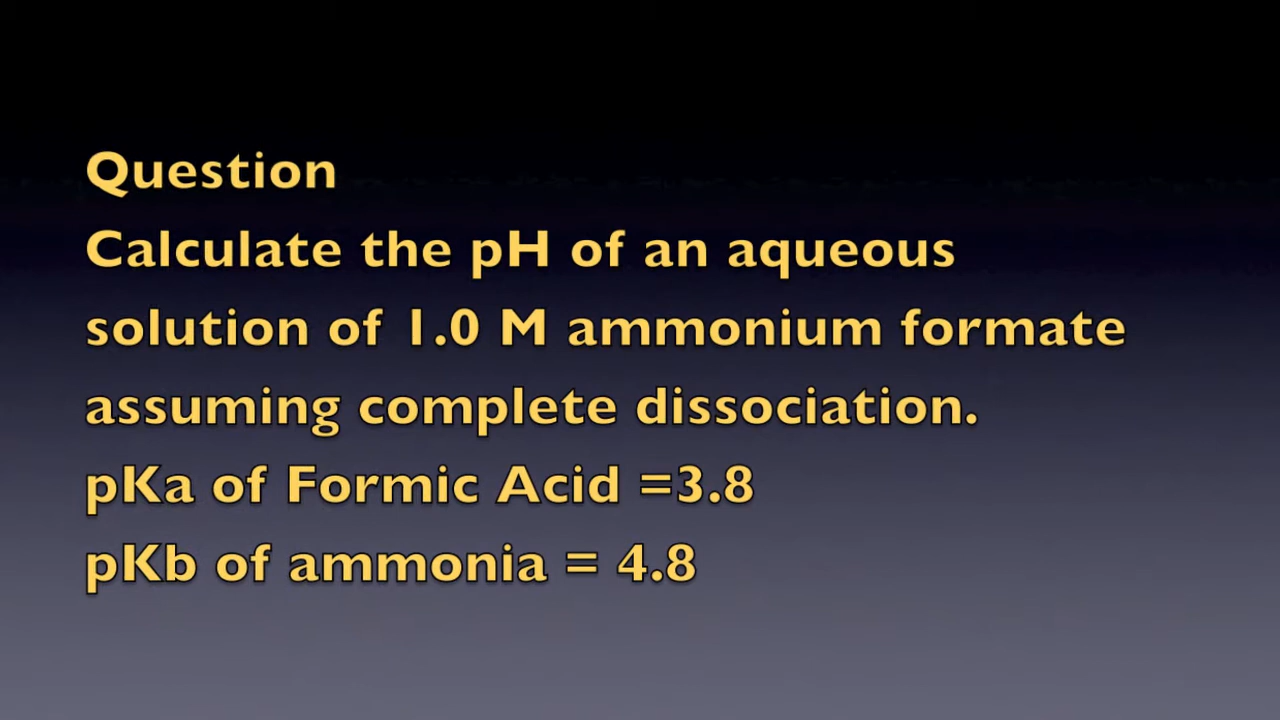 Question
Calculate the pH of an aqueous
solution of 1.0 M ammonium formate
assuming complete dissociation.
pKa of Formic Acid =3.8
pKb of ammonia = 4.8